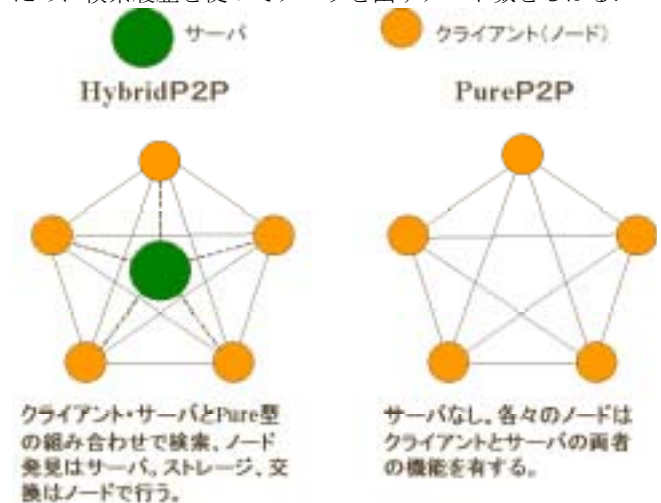 サーバ
クライアント(ノード)
HybridP2P
PureP2P
クライアント・サーバとPure型
の組み合わせで検索、ノード
発見はサーバ。ストレージ、交
換はノードで行う。
サーバなし。各々のノードは
クライアントとサーバの両者
の機能を有する。